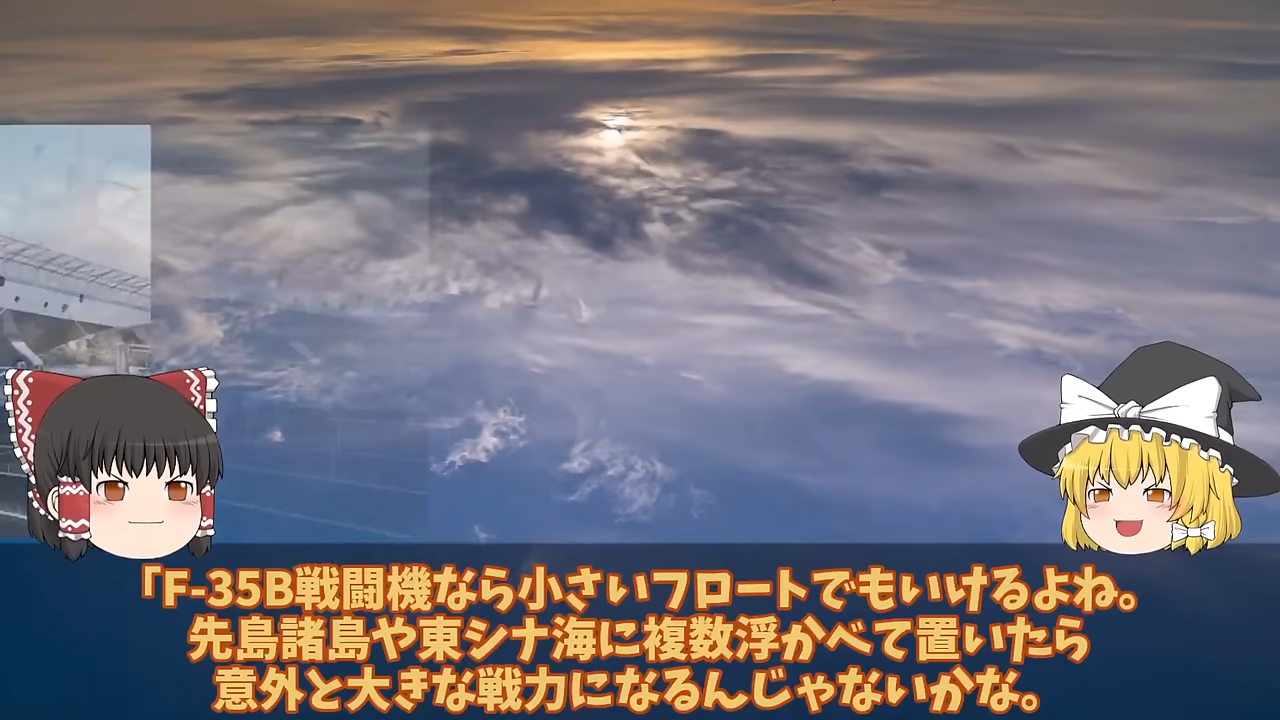 「F-35B戦闘機なら小さいフロートでもいけるよね。
先島諸島や東シナ海に複数浮かべて置いたら
意外と大きな戦力になるんじゃないかな。